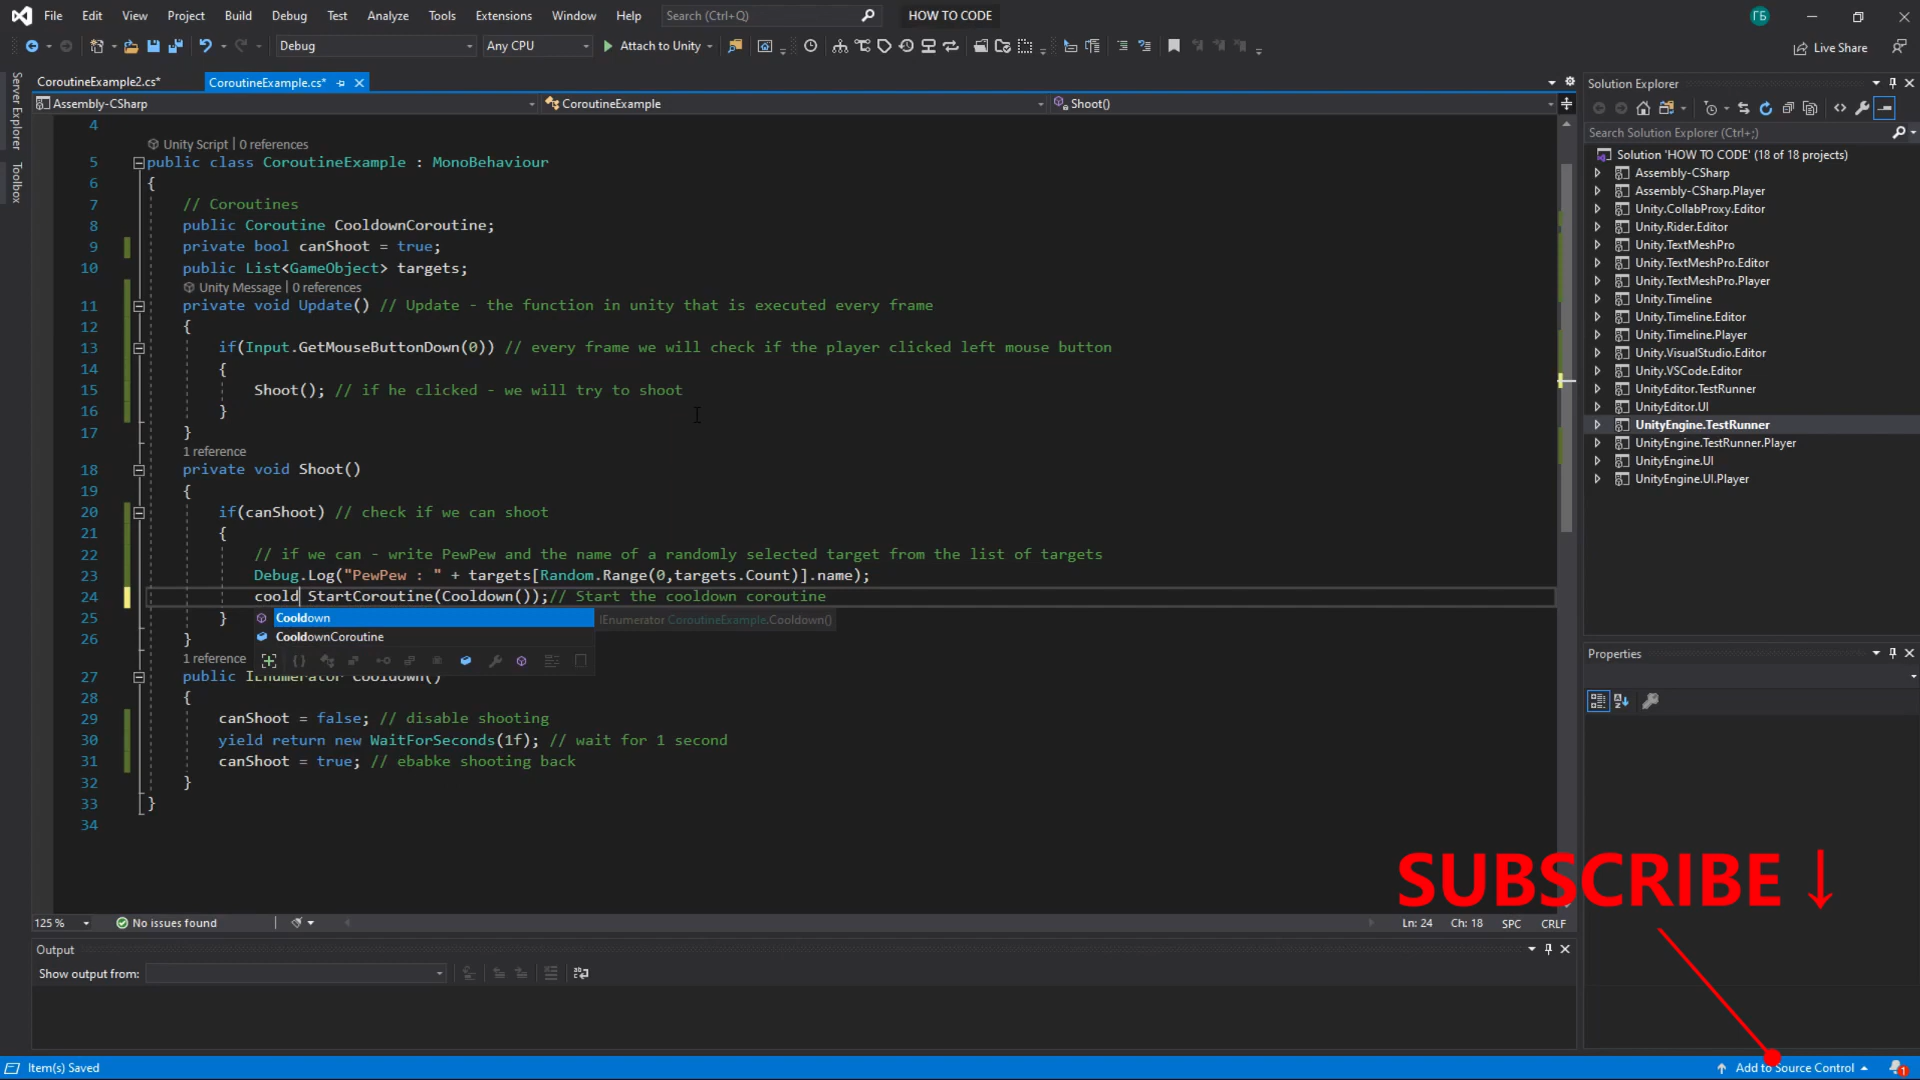 File Edit View Project Build Debug Test Analyze Tools Extensions Window Help Search (Ctrl+Q) HOW TO CODE ГБ
Debug Any CPU Attach to Unity Live Share
Server Explorer
Toolbox
CoroutineExample2.cs* CoroutineExample.cs*
Assembly-CSharp CoroutineExample Shoot()
4
Unity Script | 0 references
5 public class CoroutineExample : MonoBehaviour
6 {
7 // Coroutines
8 public Coroutine CooldownCoroutine;
9 private bool canShoot = true;
10 public List<GameObject> targets;
Unity Message | 0 references
11 private void Update() // Update - the function in unity that is executed every frame
12 {
13 if(Input.GetMouseButtonDown(0)) // every frame we will check if the player clicked left mouse button
14 {
15 Shoot(); // if he clicked - we will try to shoot
16 }
17 }
1 reference
18 private void Shoot()
19 {
20 if(canShoot) // check if we can shoot
21 {
22 // if we can - write PewPew and the name of a randomly selected target from the list of targets
23 Debug.Log("PewPew : " + targets[Random.Range(0,targets.Count)].name);
24 coold StartCoroutine(Cooldown());// Start the cooldown coroutine
25 }
Cooldown IEnumerator CoroutineExample.Cooldown()
CooldownCoroutine
26 }
1 reference
27 public IEnumerator Cooldown()
28 {
29 canShoot = false; // disable shooting
30 yield return new WaitForSeconds(1f); // wait for 1 second
31 canShoot = true; // ebabke shooting back
32 }
33 }
34
125 % No issues found Ln: 24 Ch: 18 SPC CRLF
Output
Show output from:
Solution Explorer
Search Solution Explorer (Ctrl+;)
Solution 'HOW TO CODE' (18 of 18 projects)
Assembly-CSharp
Assembly-CSharp.Player
Unity.CollabProxy.Editor
Unity.Rider.Editor
Unity.TextMeshPro
Unity.TextMeshPro.Editor
Unity.TextMeshPro.Player
Unity.Timeline
Unity.Timeline.Editor
Unity.Timeline.Player
Unity.VisualStudio.Editor
Unity.VSCode.Editor
UnityEditor.TestRunner
UnityEditor.UI
UnityEngine.TestRunner
UnityEngine.TestRunner.Player
UnityEngine.UI
UnityEngine.UI.Player
Properties
SUBSCRIBE ↓
Item(s) Saved Add to Source Control 1